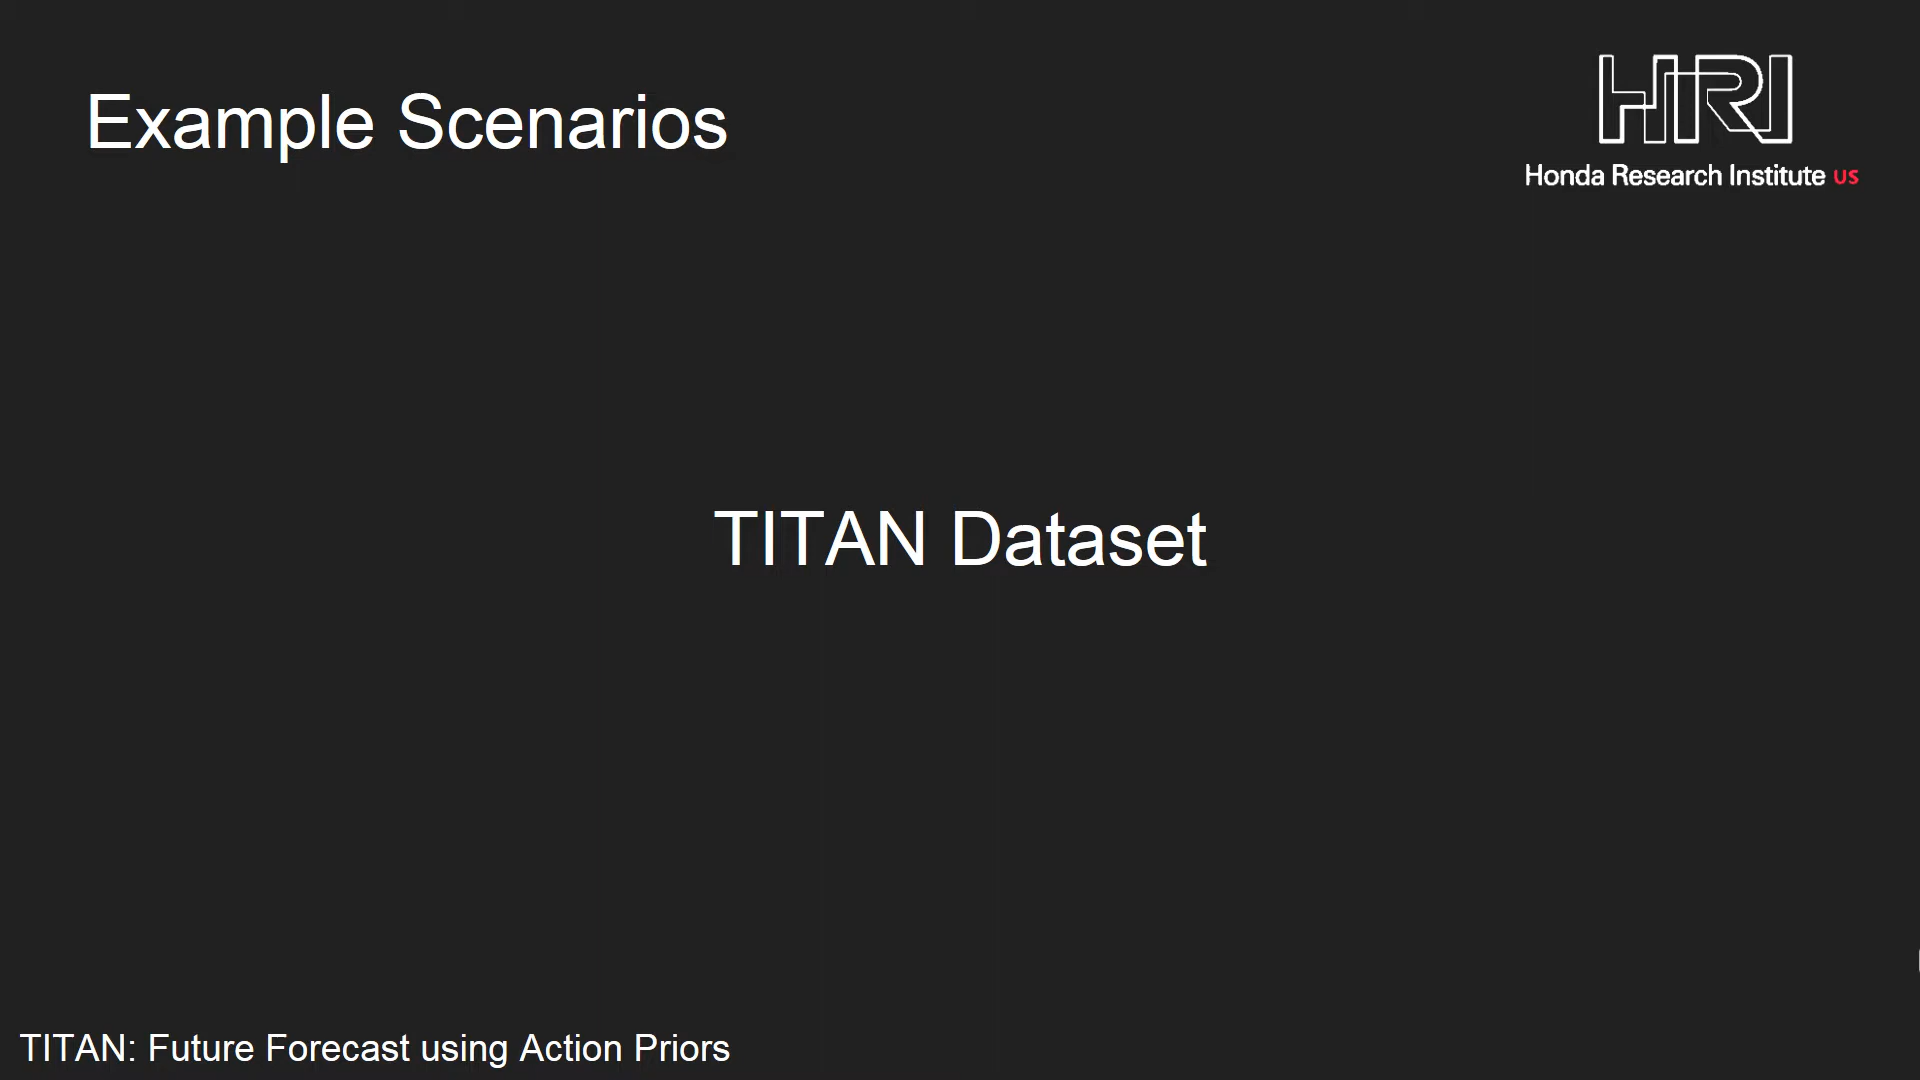 Example Scenarios
HRI
Honda Research Institute US
TITAN Dataset
TITAN: Future Forecast using Action Priors